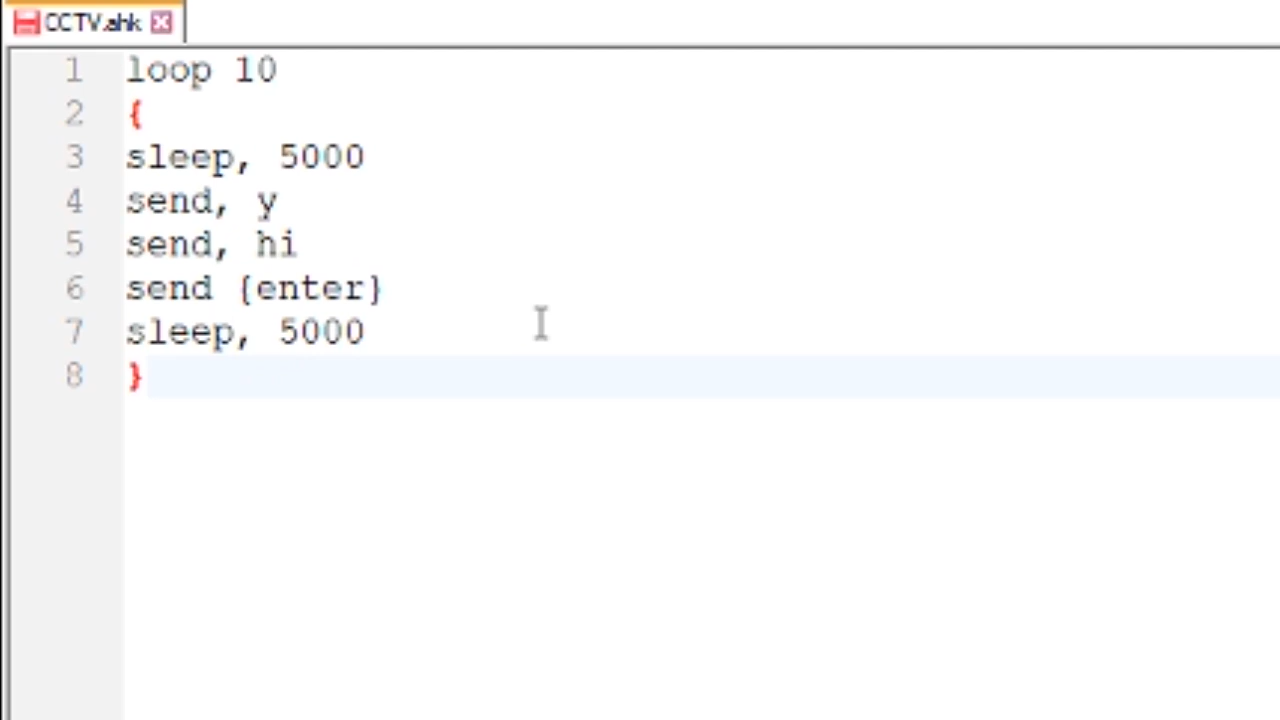 CCTV.ahk
1 loop 10
2 {
3 sleep, 5000
4 send, y
5 send, hi
6 send {enter}
7 sleep, 5000
8 }